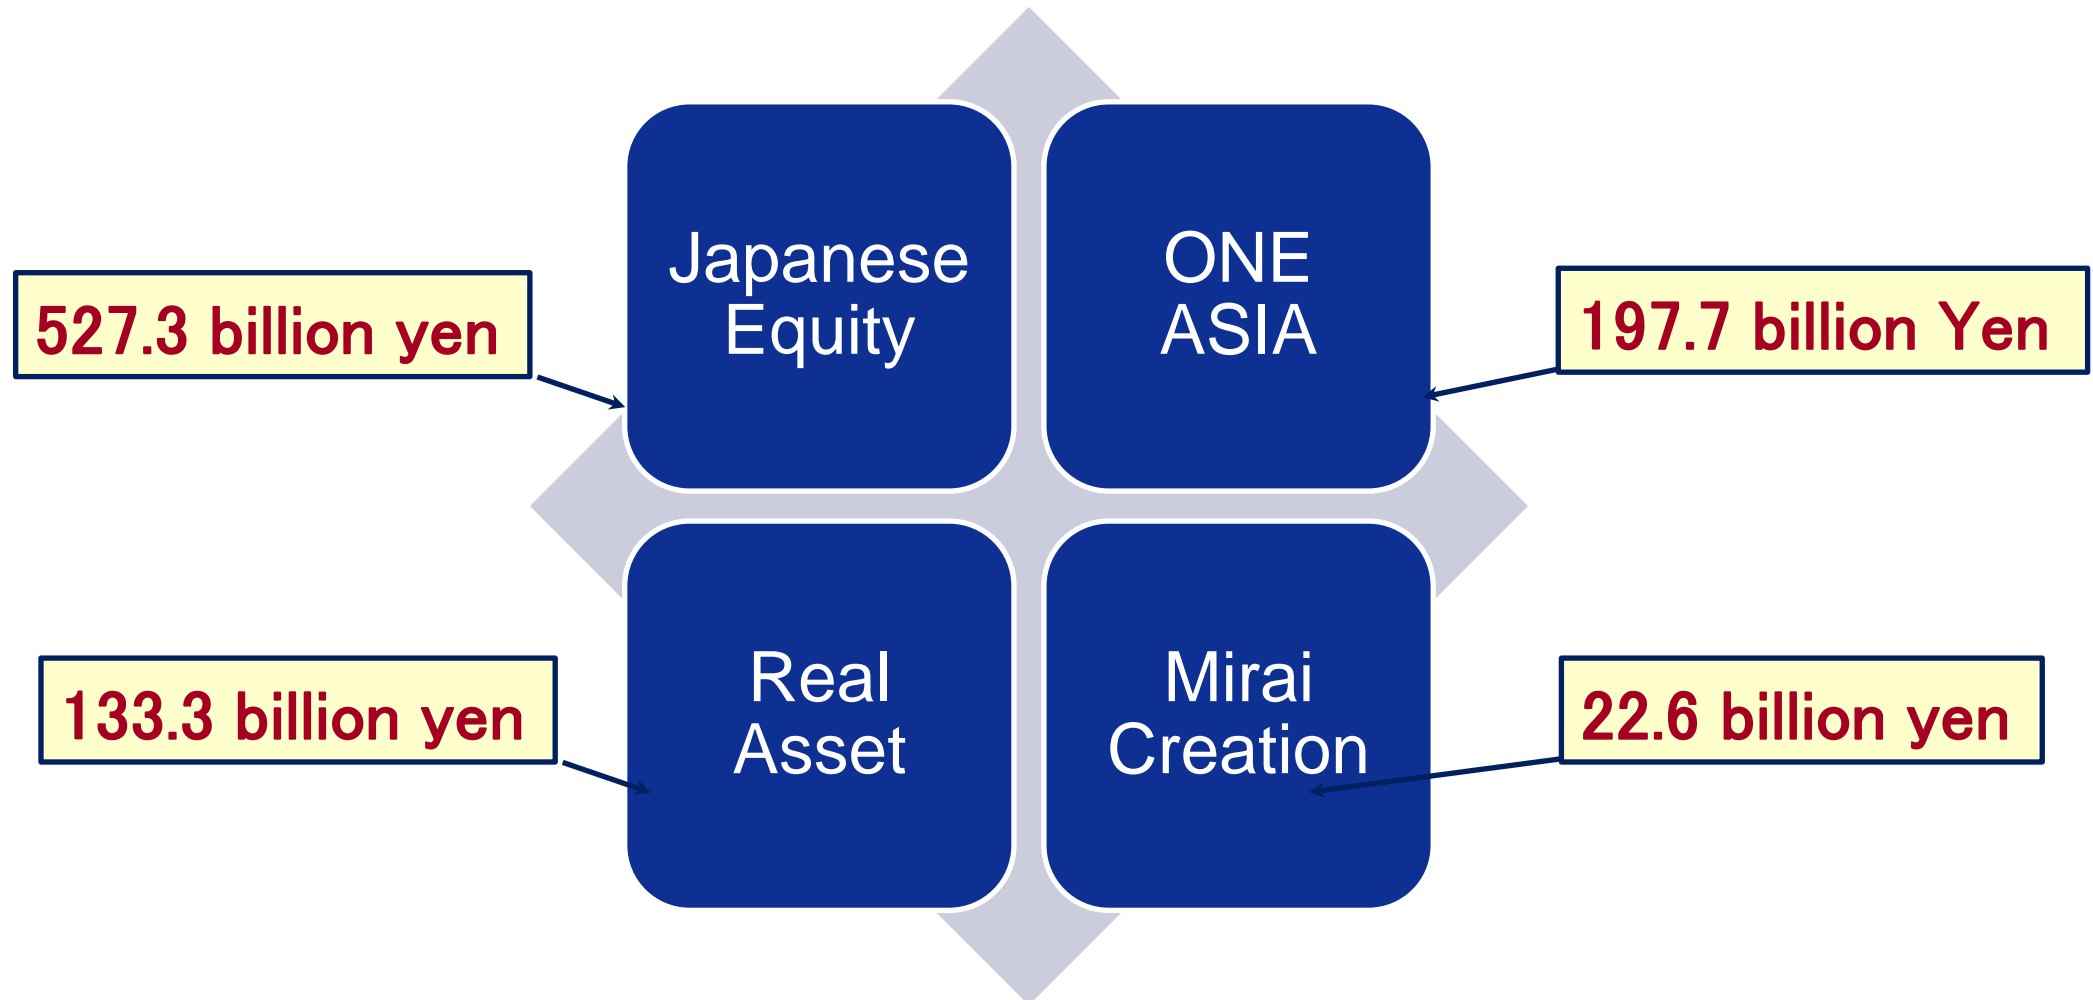 Japanese
Equity
ONE
ASIA
527.3 billion yen
197.7 billion Yen
Real
Asset
Mirai
Creation
133.3 billion yen
22.6 billion yen